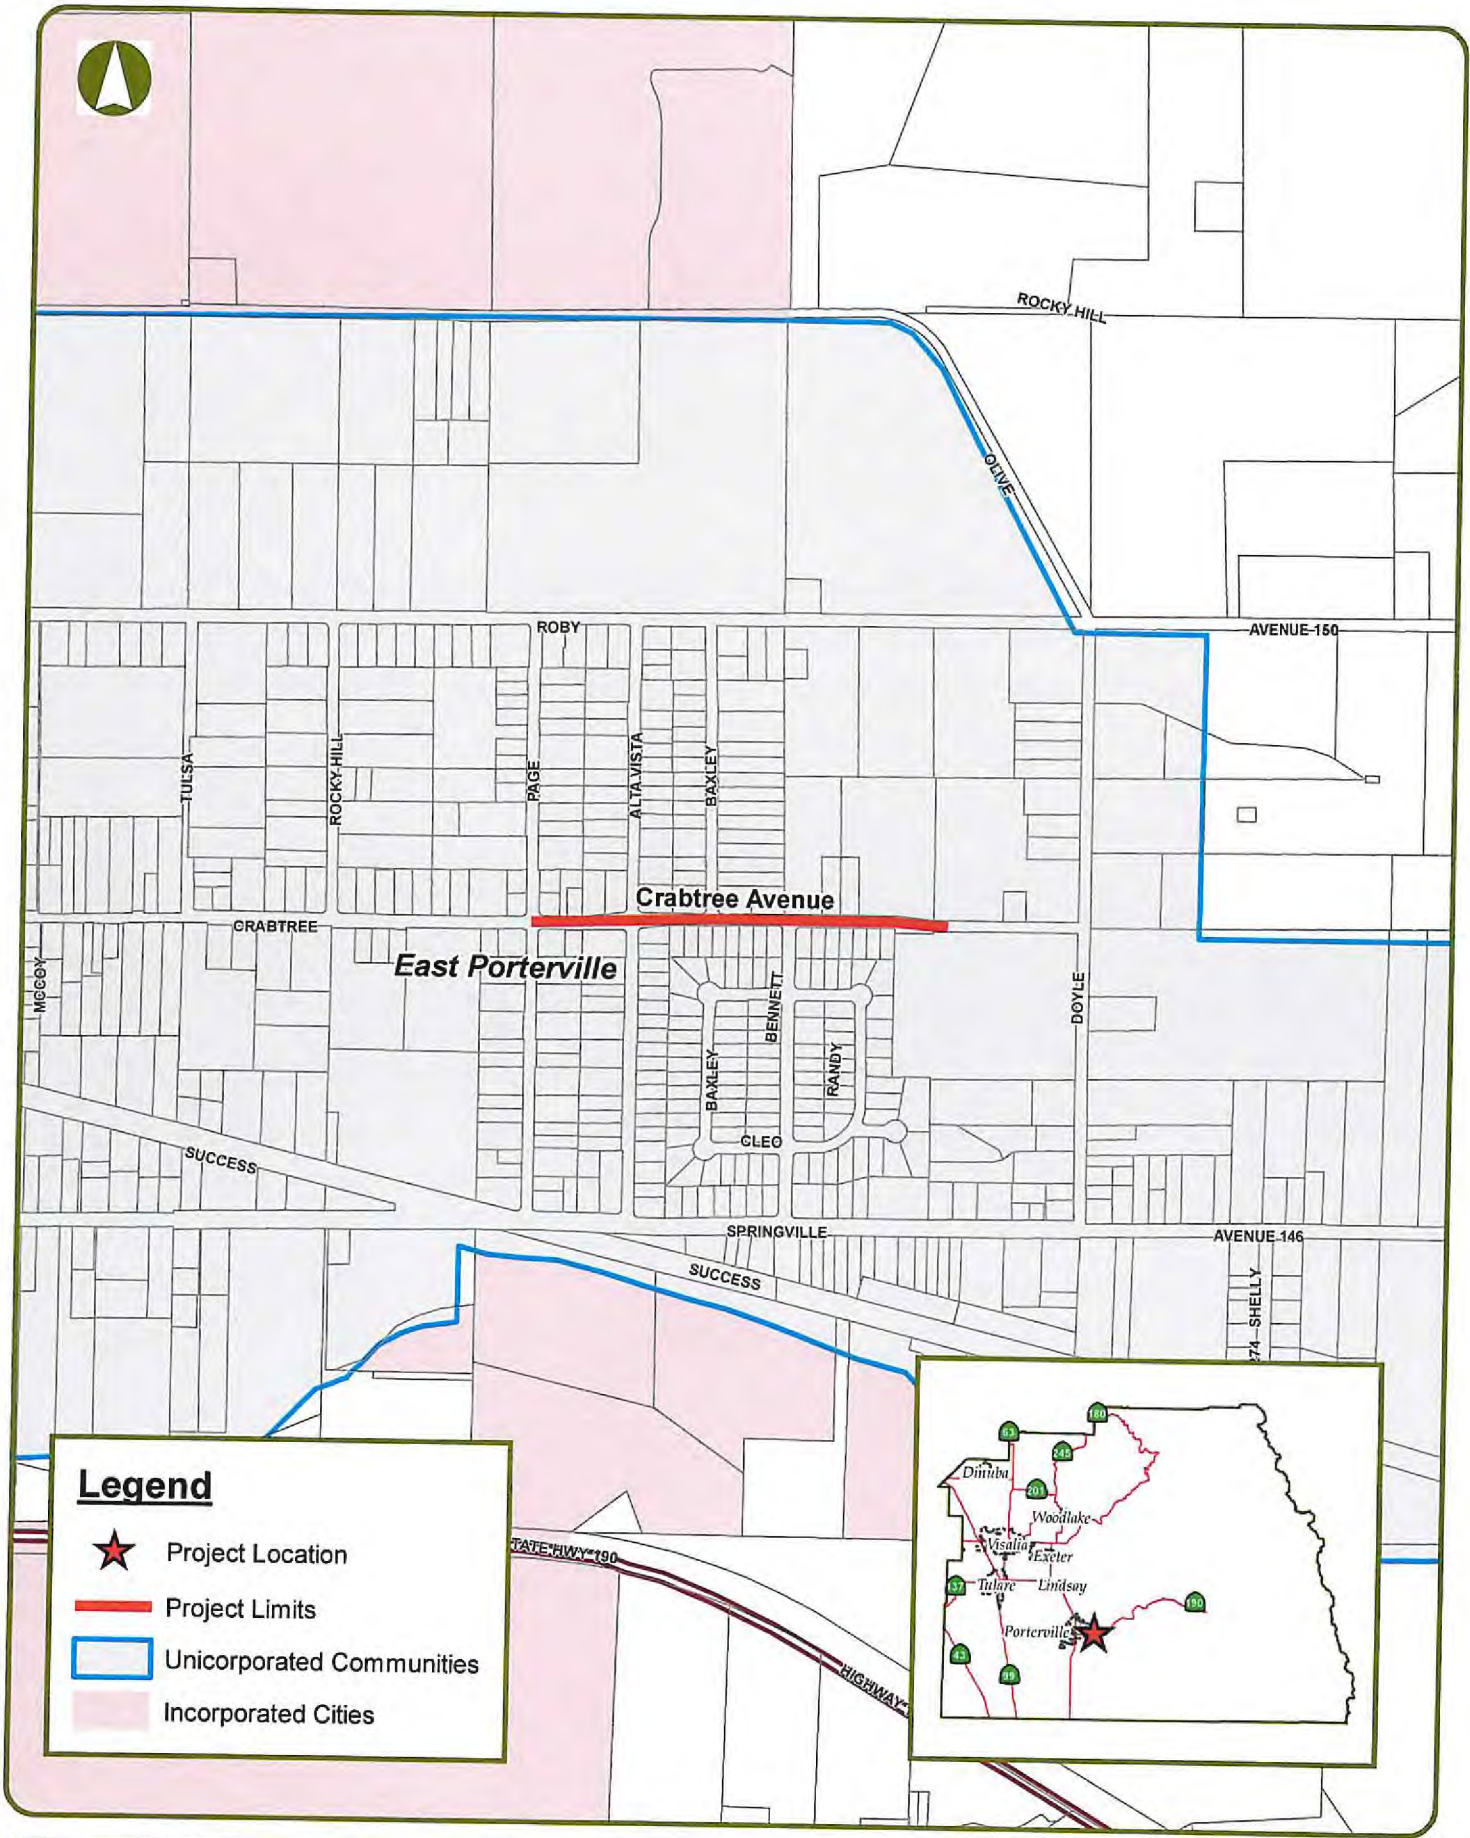 ROCKY HILL
OLIVE
ROBY
AVENUE 150
TULSA
ROCKY HILL
PAGE
ALTA VISTA
BAXLEY
Crabtree Avenue
CRABTREE
East Porterville
MCCOY
BENNETT
DOYLE
BAXLEY
RANDY
CLEO
SUCCESS
SPRINGVILLE
AVENUE 146
SUCCESS
274 SHELLY
TATE HWY 190
HIGHWAY
Legend
Project Location
Project Limits
Unicorporated Communities
Incorporated Cities
180
63
245
Dinuba
201
Woodlake
Visalia
Exeter
137
Tulare
Lindsay
190
Porterville
43
99